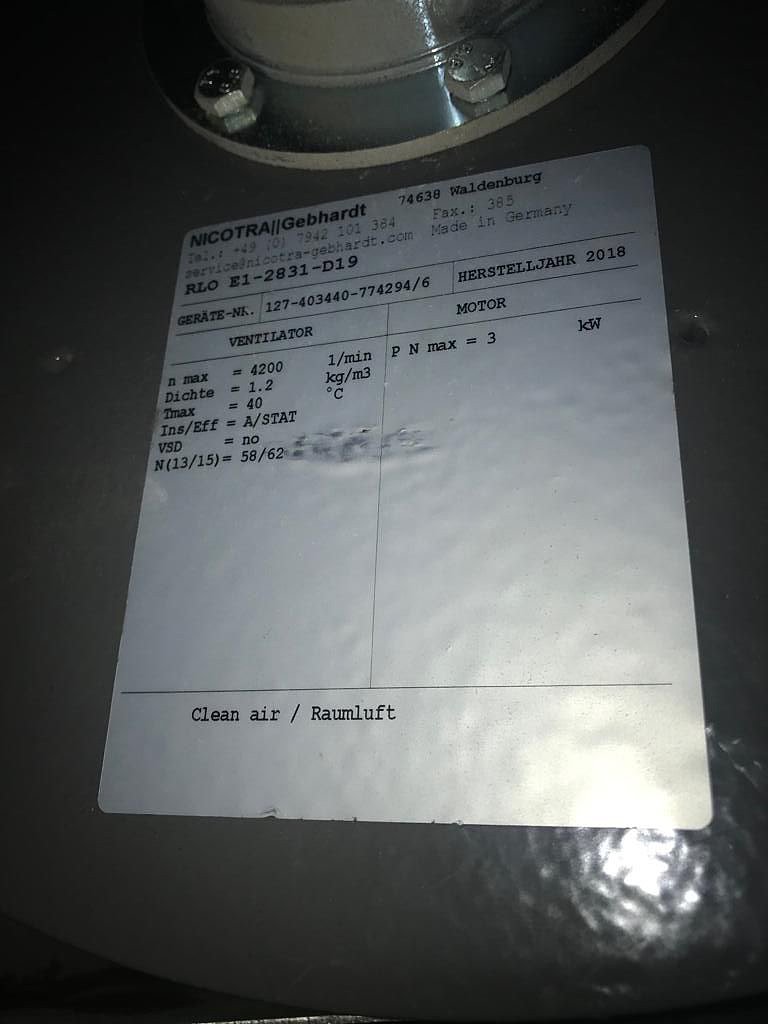 NICOTRA||Gebhardt 74638 Waldenburg
Tel.: +49 (0) 7942 101 384 Fax.: 385
service@nicotra-gebhardt.com Made in Germany
RLO E1-2831-D19
GERÄTE-NR. 127-403440-774294/6 HERSTELLJAHR 2018
VENTILATOR MOTOR
n max = 4200 1/min P N max = 3 kW
Dichte = 1.2 kg/m3
Tmax = 40 °C
Ins/Eff = A/STAT
VSD = no
N(13/15)= 58/62
Clean air / Raumluft